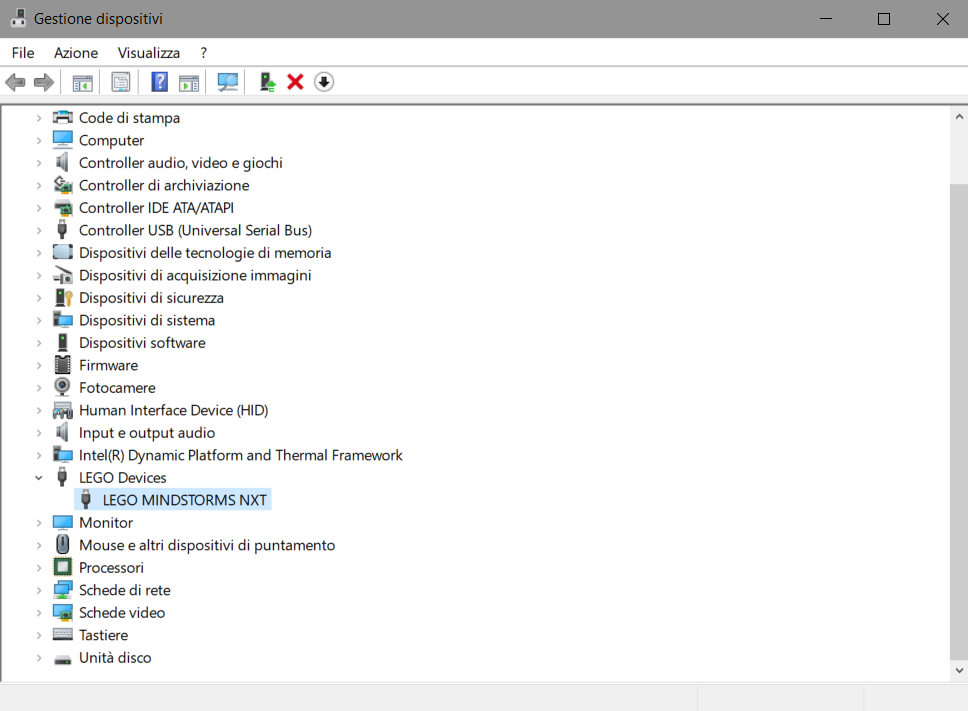 Gestione dispositivi
File Azione Visualizza ?
Code di stampa
Computer
Controller audio, video e giochi
Controller di archiviazione
Controller IDE ATA/ATAPI
Controller USB (Universal Serial Bus)
Dispositivi delle tecnologie di memoria
Dispositivi di acquisizione immagini
Dispositivi di sicurezza
Dispositivi di sistema
Dispositivi software
Firmware
Fotocamere
Human Interface Device (HID)
Input e output audio
Intel(R) Dynamic Platform and Thermal Framework
LEGO Devices
LEGO MINDSTORMS NXT
Monitor
Mouse e altri dispositivi di puntamento
Processori
Schede di rete
Schede video
Tastiere
Unità disco